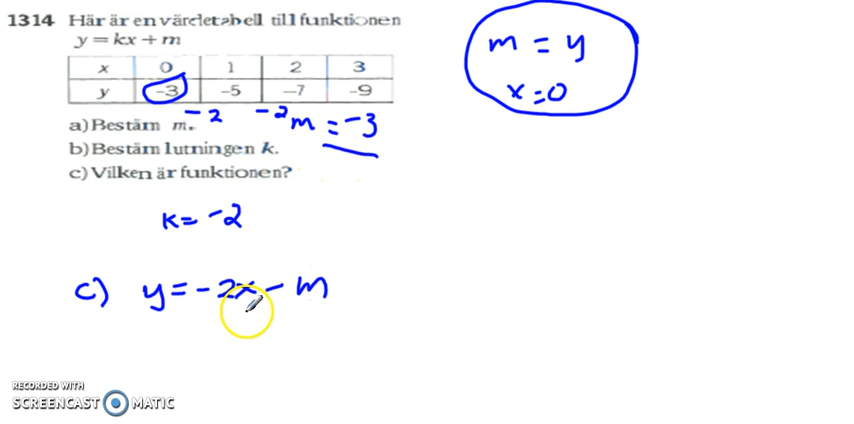 1314 Här är en värdetabell till funktionen
y = kx + m
x 0 1 2 3
y -3 -5 -7 -9
-2 -2
a) Bestäm m.
m = -3
b) Bestäm lutningen k.
c) Vilken är funktionen?
m = y
x = 0
k = -2
c) y = -2x - m
RECORDED WITH
SCREENCAST MATIC